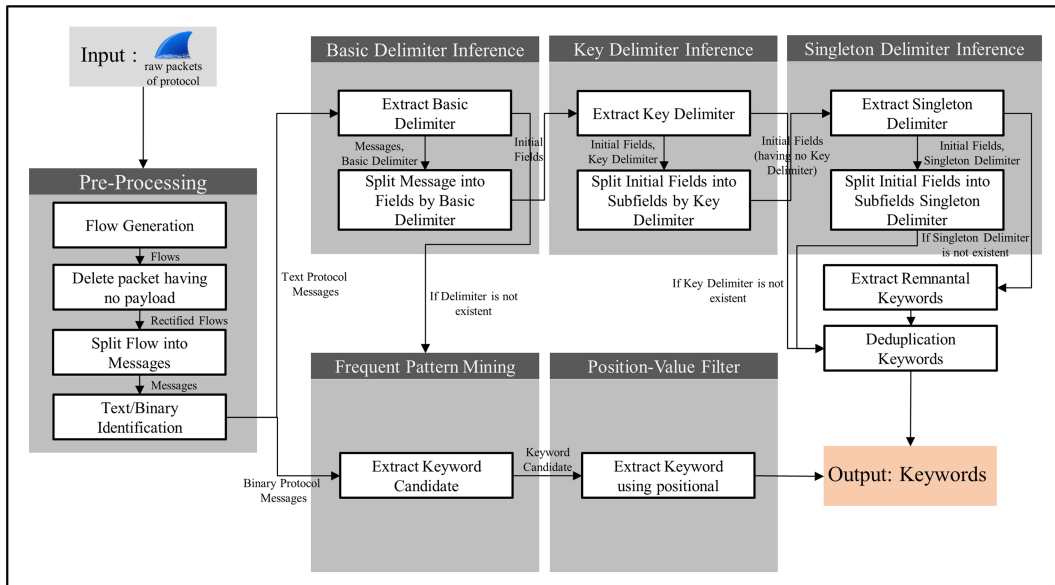 Input :
raw packets
of protocol
Pre-Processing
Flow Generation
Flows
Delete packet having
no payload
Rectified Flows
Split Flow into
Messages
Messages
Text/Binary
Identification
Text Protocol
Messages
Binary Protocol
Messages
Basic Delimiter Inference
Extract Basic
Delimiter
Messages,
Basic Delimiter
Initial
Fields
Split Message into
Fields by Basic
Delimiter
If Delimiter is not
existent
Key Delimiter Inference
Extract Key Delimiter
Initial Fields,
Key Delimiter
Initial Fields
(having no Key
Delimiter)
Split Initial Fields into
Subfields by Key
Delimiter
If Key Delimiter is not
existent
Singleton Delimiter Inference
Extract Singleton
Delimiter
Initial Fields,
Singleton Delimiter
Split Initial Fields into
Subfields Singleton
Delimiter
If Singleton Delimiter
is not existent
Extract Remnantal
Keywords
Deduplication
Keywords
Frequent Pattern Mining
Extract Keyword
Candidate
Keyword
Candidate
Position-Value Filter
Extract Keyword
using positional
Output: Keywords